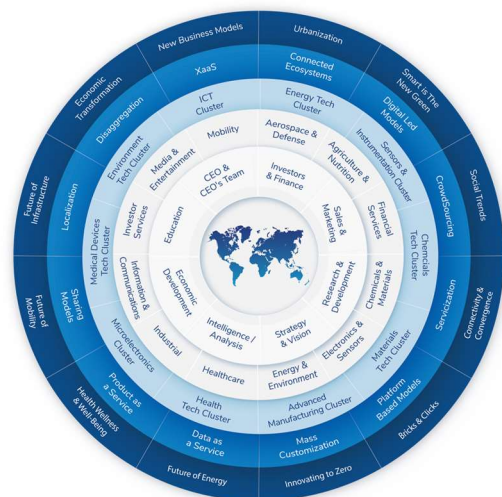 New Business Models
Urbanization
Smart is The
New Green
Social Trends
Connectivity &
Convergence
Bricks & Clicks
Innovating to Zero
Future of Energy
Health Wellness
& Well-Being
Future of
Mobility
Future of
Infrastructure
Economic
Transformation
XaaS
Connected
Ecosystems
Digital Led
Models
CrowdSourcing
Servicization
Platform
Based Models
Mass
Customization
Data as
a Service
Product as
a Service
Sharing
Models
Localization
Disaggregation
ICT
Cluster
Energy Tech
Cluster
Sensors &
Instrumentation Cluster
Chemcials
Tech Cluster
Materials
Tech Cluster
Advanced
Manufacturing Cluster
Health
Tech Cluster
Microelectronics
Cluster
Medical Devices
Tech Cluster
Environment
Tech Cluster
Mobility
Aerospace &
Defense
Agriculture &
Nutrition
Financial
Services
Chemicals &
Materials
Electronics &
Sensors
Energy &
Environment
Healthcare
Industrial
Information &
Communications
Investor
Services
Media &
Entertainment
CEO &
CEO's Team
Investors
& Finance
Sales &
Marketing
Research &
Development
Strategy
& Vision
Intelligence /
Analysis
Economic
Development
Education